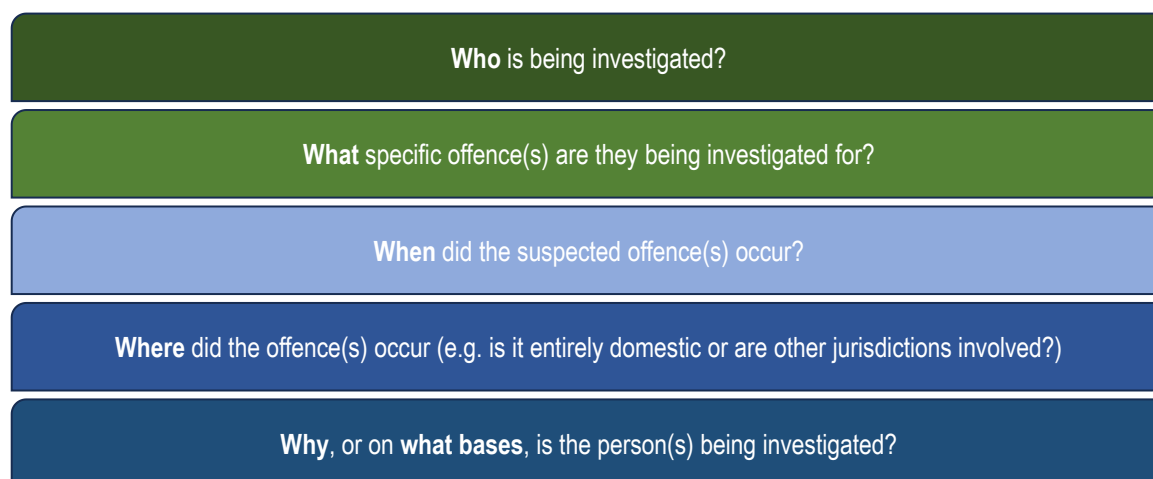 Who is being investigated?
What specific offence(s) are they being investigated for?
When did the suspected offence(s) occur?
Where did the offence(s) occur (e.g. is it entirely domestic or are other jurisdictions involved?)
Why, or on what bases, is the person(s) being investigated?